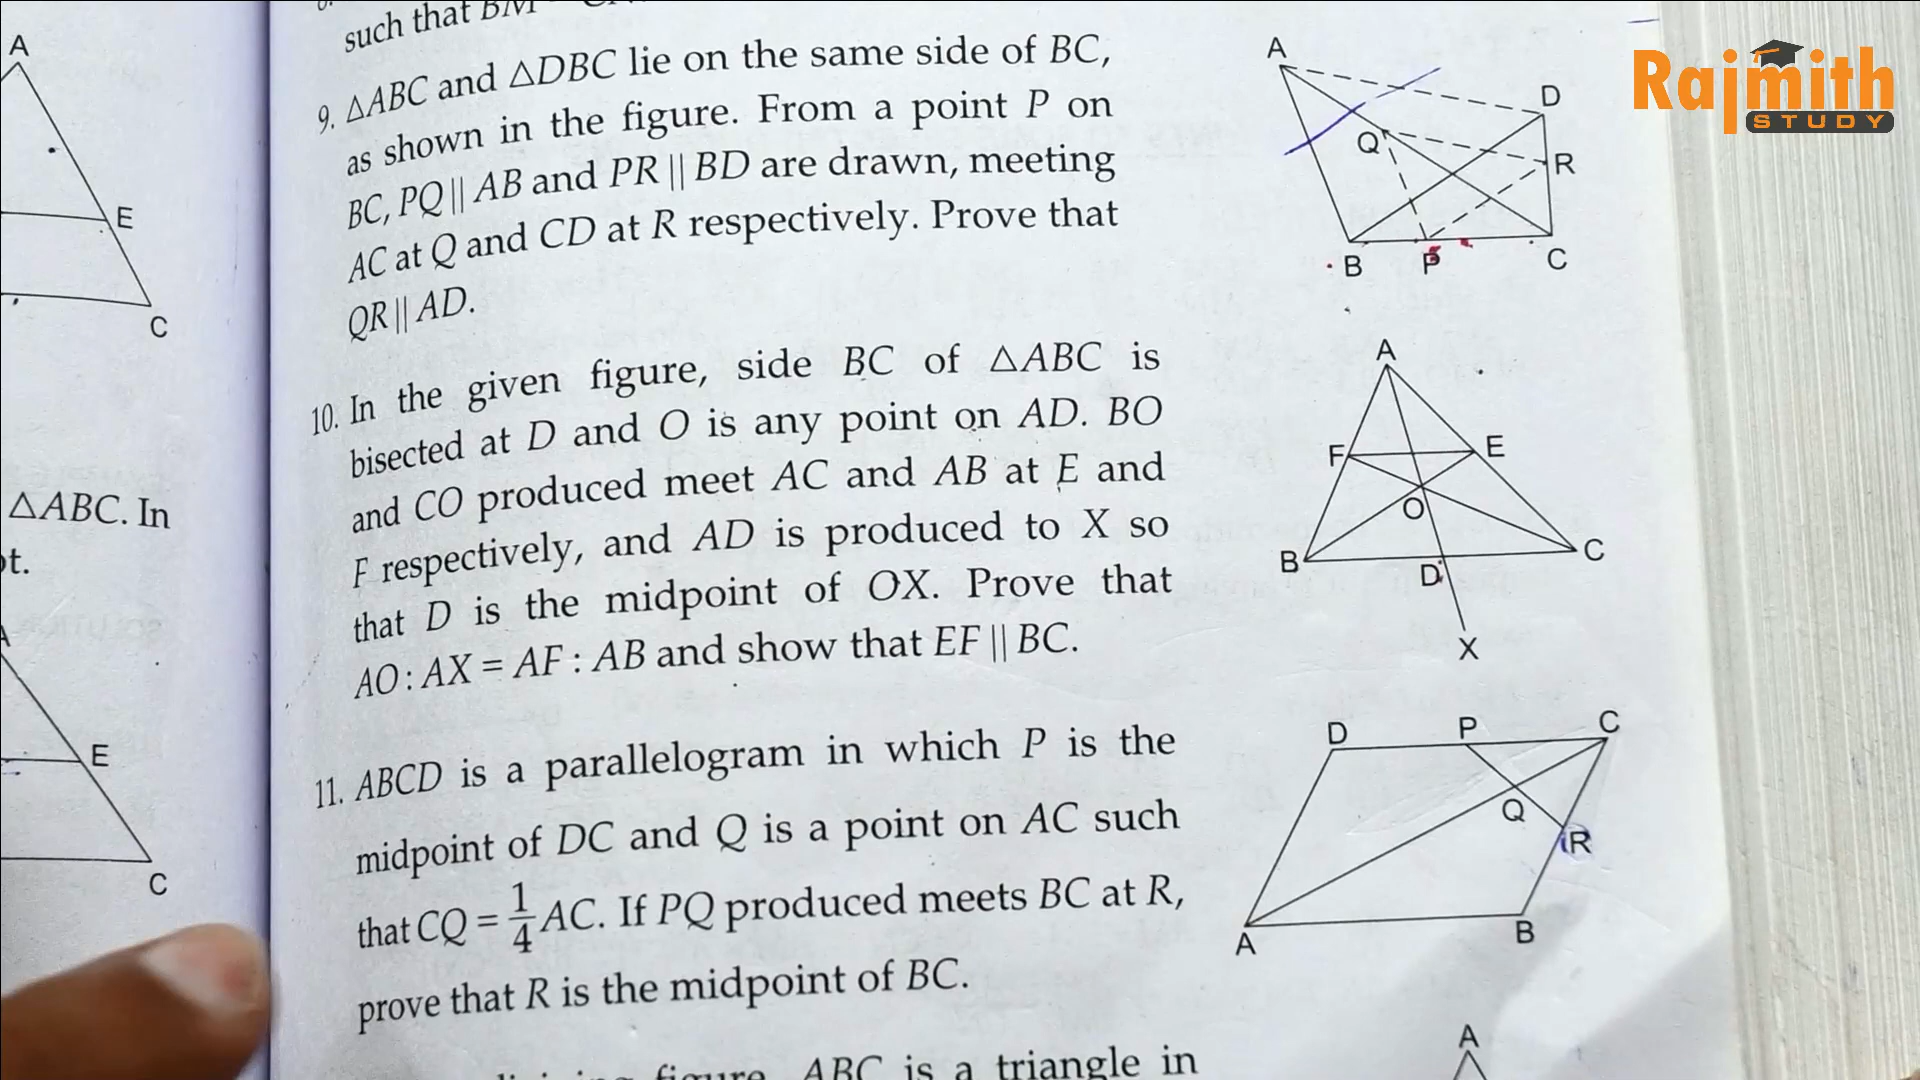 such that BM
9. △ABC and △DBC lie on the same side of BC,
as shown in the figure. From a point P on
BC, PQ || AB and PR || BD are drawn, meeting
AC at Q and CD at R respectively. Prove that
QR || AD.
10. In the given figure, side BC of △ABC is
bisected at D and O is any point on AD. BO
and CO produced meet AC and AB at E and
F respectively, and AD is produced to X so
that D is the midpoint of OX. Prove that
AO : AX = AF : AB and show that EF || BC.
11. ABCD is a parallelogram in which P is the
midpoint of DC and Q is a point on AC such
that CQ = 1/4 AC. If PQ produced meets BC at R,
prove that R is the midpoint of BC.
figure, ABC is a triangle in
A
E
C
△ABC. In
E
C
A
D
Q
R
B
P
C
A
F
E
O
B
D
C
X
D
P
C
Q
R
A
B
A
Rajmith
STUDY